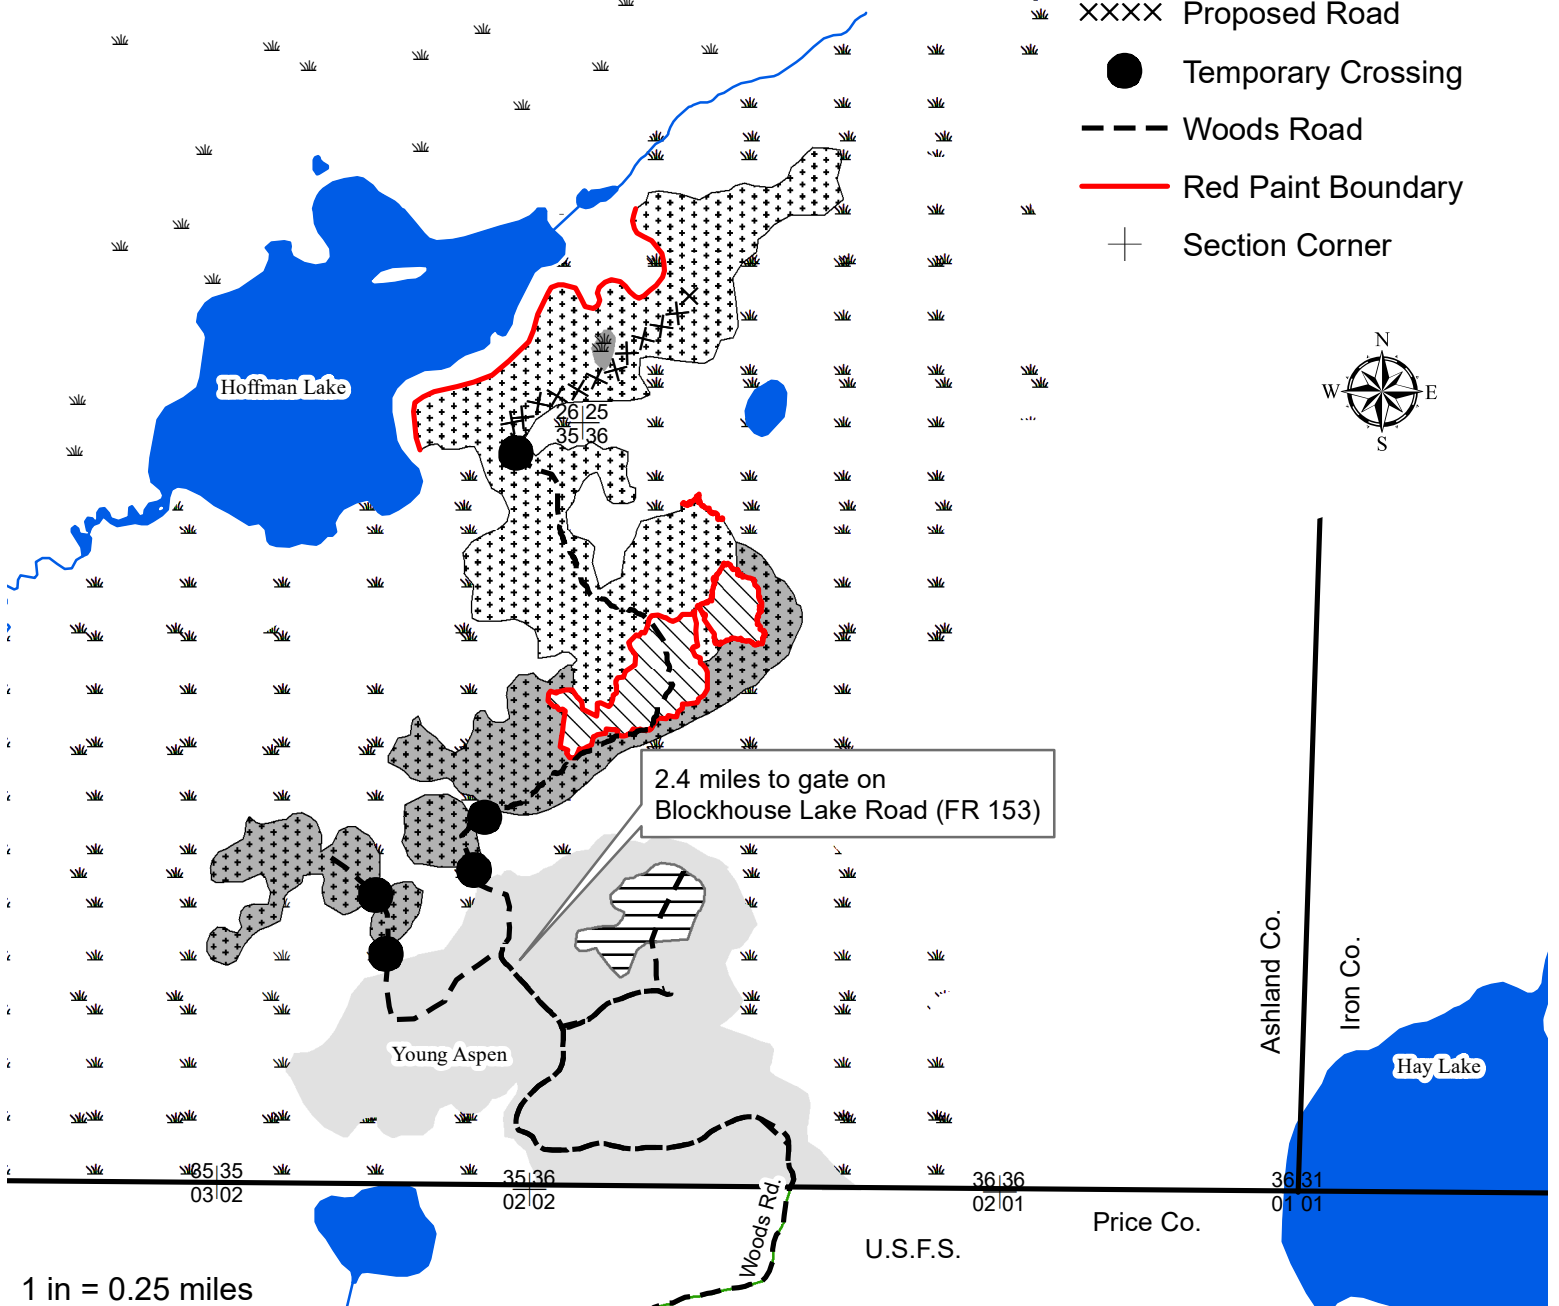 Proposed Road
Temporary Crossing
Woods Road
Red Paint Boundary
Section Corner
N
W E
S
Hoffman Lake
26 25
35 36
2.4 miles to gate on
Blockhouse Lake Road (FR 153)
Ashland Co.
Iron Co.
Young Aspen
Hay Lake
35 35
03 02
35 36
02 02
36 36
02 01
36 31
01 01
Woods Rd.
Price Co.
U.S.F.S.
1 in = 0.25 miles